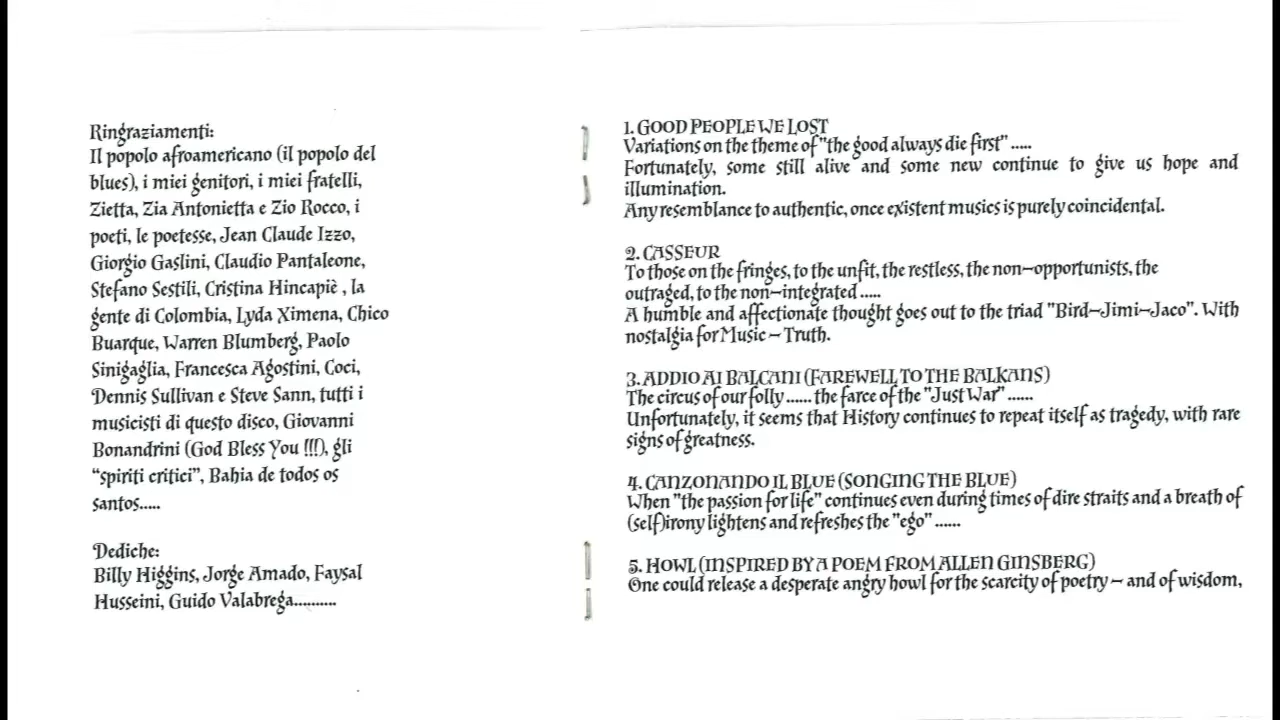 Ringraziamenti:
Il popolo afroamericano (il popolo del
blues), i miei genitori, i miei fratelli,
Zietta, Zia Antonietta e Zio Rocco, i
poeti, le poetesse, Jean Claude Izzo,
Giorgio Gaslini, Claudio Pantaleone,
Stefano Sestili, Cristina Hincapiè , la
gente di Colombia, Lyda Ximena, Chico
Buarque, Warren Blumberg, Paolo
Sinigaglia, Francesca Agostini, Coci,
Dennis Sullivan e Steve Sann, tutti i
musicisti di questo disco, Giovanni
Bonandrini (God Bless You !!!), gli
“spiriti critici”, Bahia de todos os
santos.....
Dediche:
Billy Higgins, Jorge Amado, Faysal
Husseini, Guido Valabrega..........
1. GOOD PEOPLE WE LOST
Variations on the theme of "the good always die first" .....
Fortunately, some still alive and some new continue to give us hope and
illumination.
Any resemblance to authentic, once existent musics is purely coincidental.
2. CASSEUR
To those on the fringes, to the unfit, the restless, the non-opportunists, the
outraged, to the non-integrated .....
A humble and affectionate thought goes out to the triad "Bird-Jimi-Jaco". With
nostalgia for Music - Truth.
3. ADDIO AI BALCANI (FAREWELL TO THE BALKANS)
The circus of our folly ...... the farce of the "Just War" ......
Unfortunately, it seems that History continues to repeat itself as tragedy, with rare
signs of greatness.
4. CANZONANDO IL BLUE (SONGING THE BLUE)
When "the passion for life" continues even during times of dire straits and a breath of
(self)irony lightens and refreshes the "ego" ......
5. HOWL (INSPIRED BY A POEM FROM ALLEN GINSBERG)
One could release a desperate angry howl for the scarcity of poetry - and of wisdom,